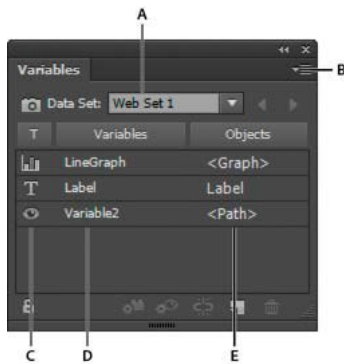 A
Variables
B
Data Set: Web Set 1
T Variables Objects
LineGraph <Graph>
T Label Label
Variable2 <Path>
C D E